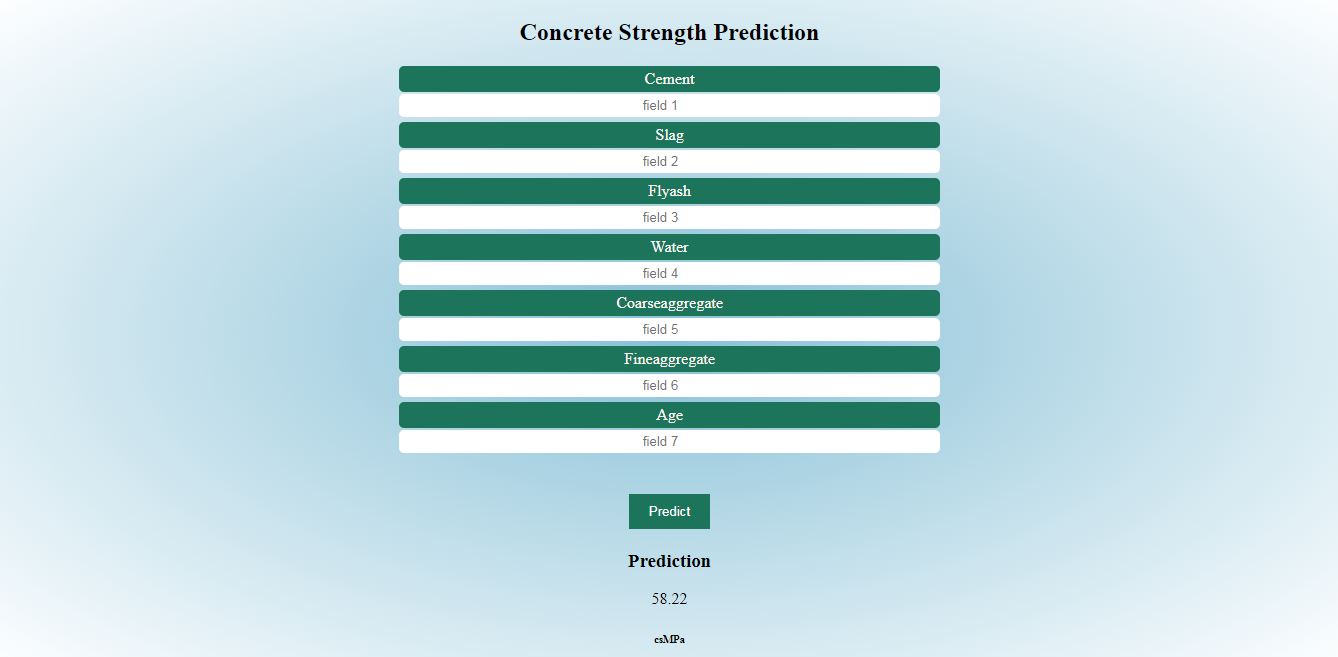 Concrete Strength Prediction
Cement
field 1
Slag
field 2
Flyash
field 3
Water
field 4
Coarseaggregate
field 5
Fineaggregate
field 6
Age
field 7
Predict
Prediction
58.22
csMPa